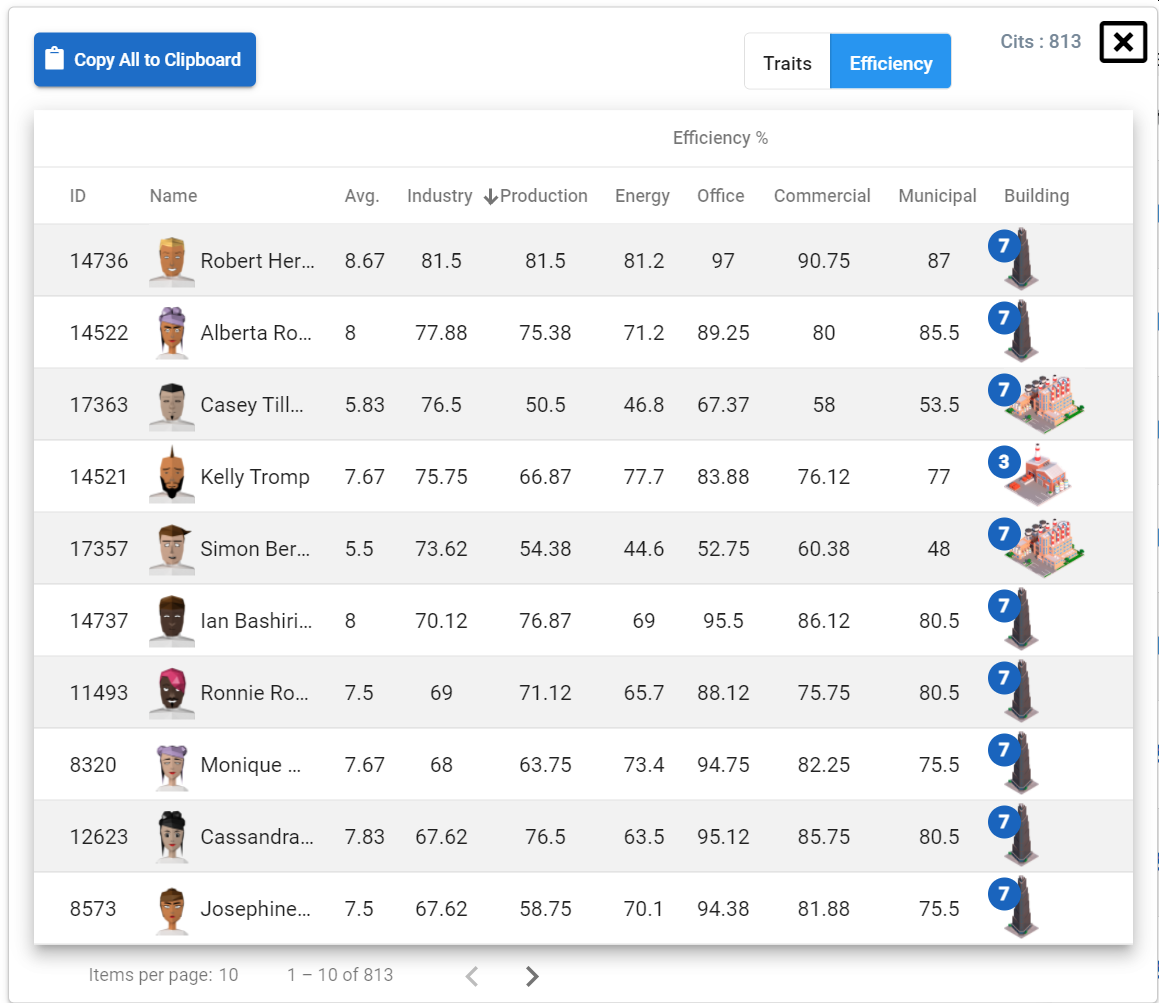 Copy All to Clipboard Traits Efficiency Cits : 813
Efficiency %
ID Name Avg. Industry Production Energy Office Commercial Municipal Building
14736 Robert Her... 8.67 81.5 81.5 81.2 97 90.75 87 7
14522 Alberta Ro... 8 77.88 75.38 71.2 89.25 80 85.5 7
17363 Casey Till... 5.83 76.5 50.5 46.8 67.37 58 53.5 7
14521 Kelly Tromp 7.67 75.75 66.87 77.7 83.88 76.12 77 3
17357 Simon Ber... 5.5 73.62 54.38 44.6 52.75 60.38 48 7
14737 Ian Bashiri... 8 70.12 76.87 69 95.5 86.12 80.5 7
11493 Ronnie Ro... 7.5 69 71.12 65.7 88.12 75.75 80.5 7
8320 Monique ... 7.67 68 63.75 73.4 94.75 82.25 75.5 7
12623 Cassandra... 7.83 67.62 76.5 63.5 95.12 85.75 80.5 7
8573 Josephine... 7.5 67.62 58.75 70.1 94.38 81.88 75.5 7
Items per page: 10 1 – 10 of 813